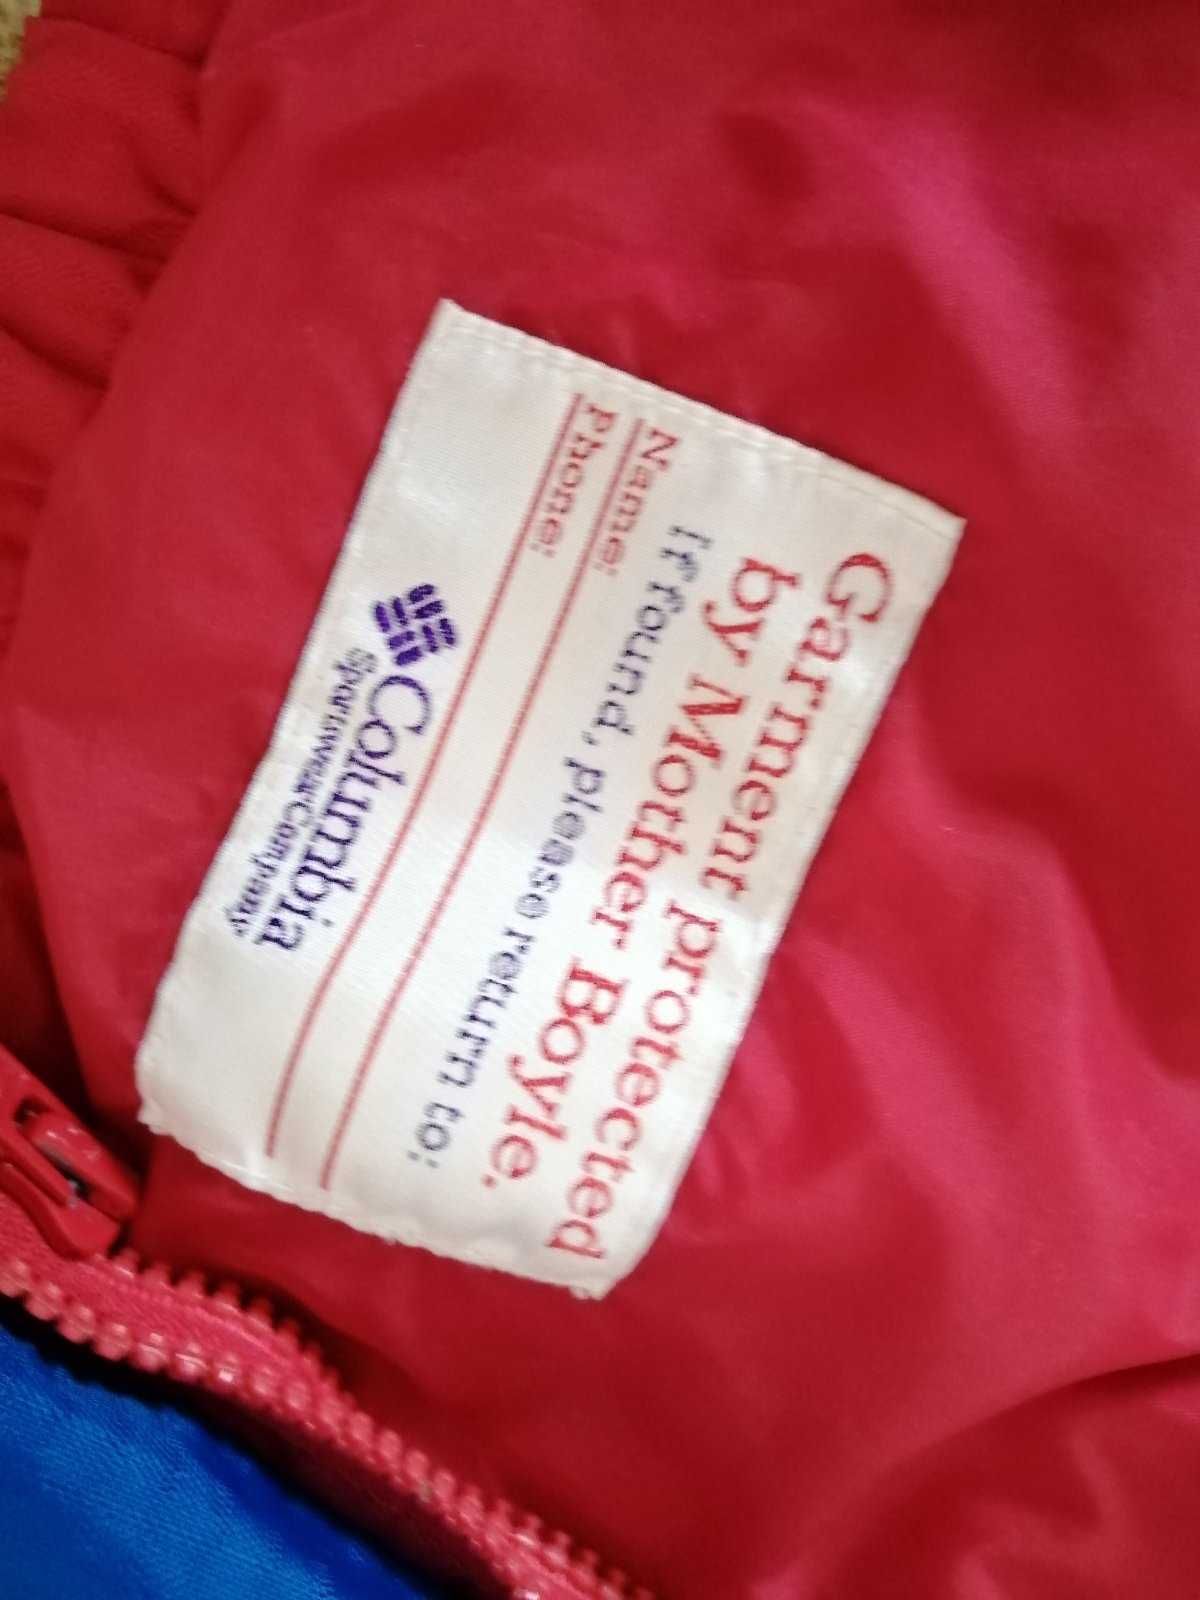 Garment protected
by Mother Boyle.
If found, please return to:
Name:
Phone:
Columbia
Sportswear Company